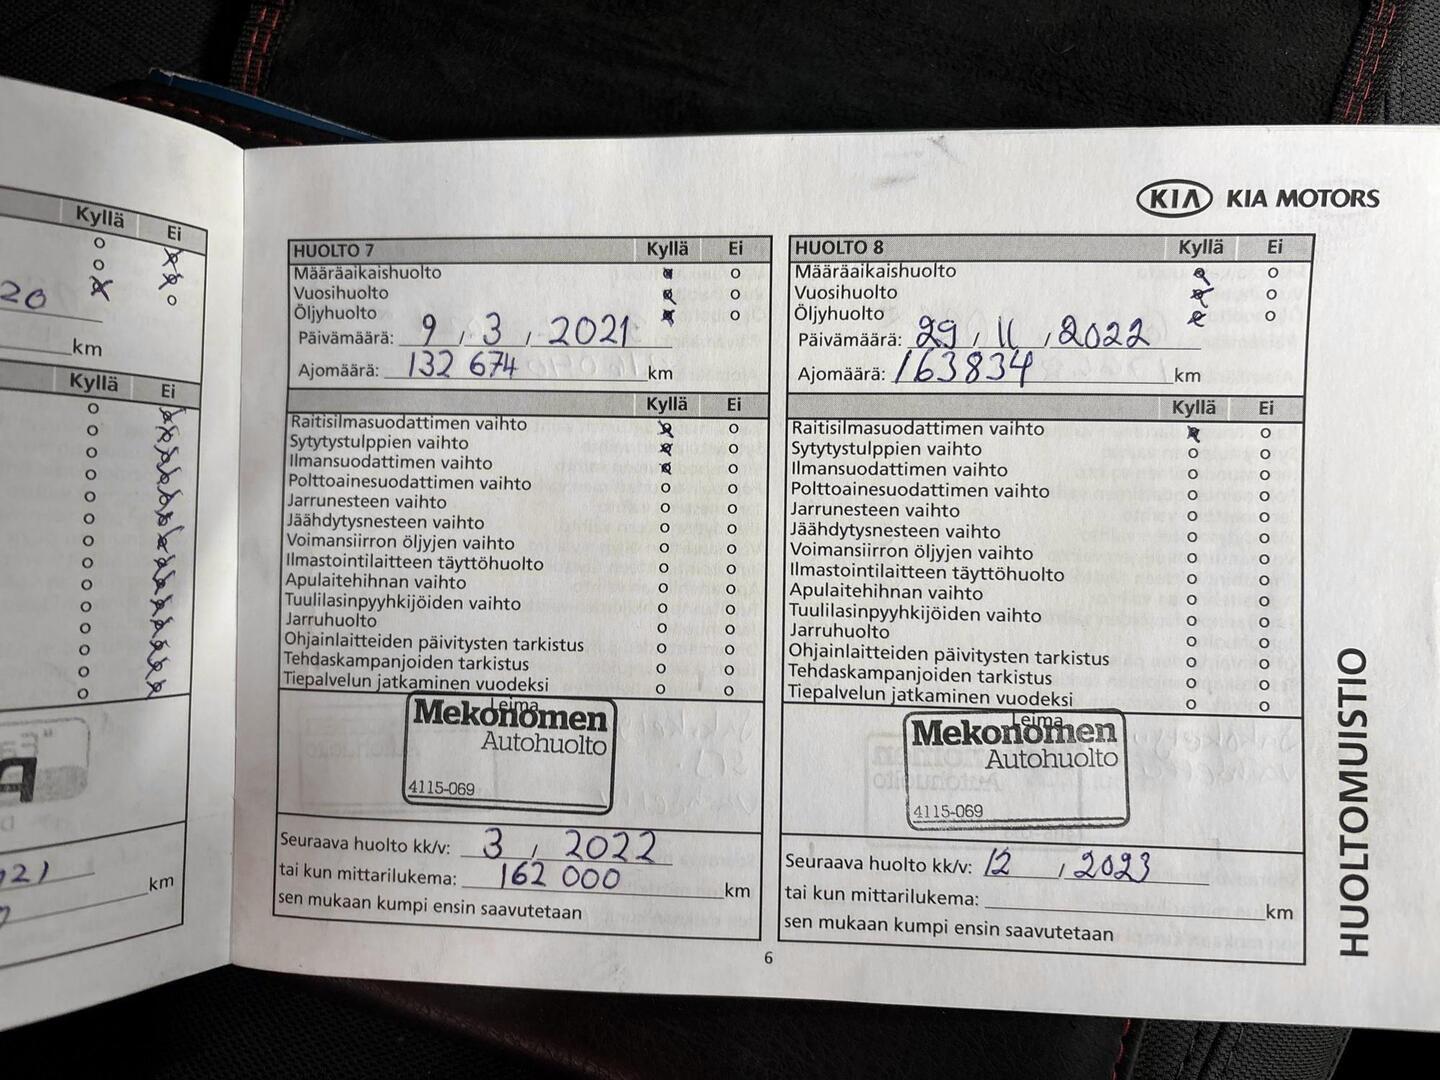 Kyllä Ei
20
km
Kyllä Ei
21
km
KIA KIA MOTORS
HUOLTO 7 Kyllä Ei
Määräaikaishuolto
Vuosihuolto
Öljyhuolto
Päivämäärä: 9 . 3 . 2021
Ajomäärä: 132 674 km
Kyllä Ei
Raitisilmasuodattimen vaihto
Sytytystulppien vaihto
Ilmansuodattimen vaihto
Polttoainesuodattimen vaihto
Jarrunesteen vaihto
Jäähdytysnesteen vaihto
Voimansiirron öljyjen vaihto
Ilmastointilaitteen täyttöhuolto
Apulaitehihnan vaihto
Tuulilasinpyyhkijöiden vaihto
Jarruhuolto
Ohjainlaitteiden päivitysten tarkistus
Tehdaskampanjoiden tarkistus
Tiepalvelun jatkaminen vuodeksi
Leima
Mekonomen
Autohuolto
4115-069
Seuraava huolto kk/v: 3 , 2022
tai kun mittarilukema: 162 000 km
sen mukaan kumpi ensin saavutetaan
HUOLTO 8 Kyllä Ei
Määräaikaishuolto
Vuosihuolto
Öljyhuolto
Päivämäärä: 29 , 11 , 2022
Ajomäärä: 163834 km
Kyllä Ei
Raitisilmasuodattimen vaihto
Sytytystulppien vaihto
Ilmansuodattimen vaihto
Polttoainesuodattimen vaihto
Jarrunesteen vaihto
Jäähdytysnesteen vaihto
Voimansiirron öljyjen vaihto
Ilmastointilaitteen täyttöhuolto
Apulaitehihnan vaihto
Tuulilasinpyyhkijöiden vaihto
Jarruhuolto
Ohjainlaitteiden päivitysten tarkistus
Tehdaskampanjoiden tarkistus
Tiepalvelun jatkaminen vuodeksi
Leima
Mekonomen
Autohuolto
4115-069
Seuraava huolto kk/v: 12 , 2023
tai kun mittarilukema: km
sen mukaan kumpi ensin saavutetaan
6
HUOLTOMUISTIO